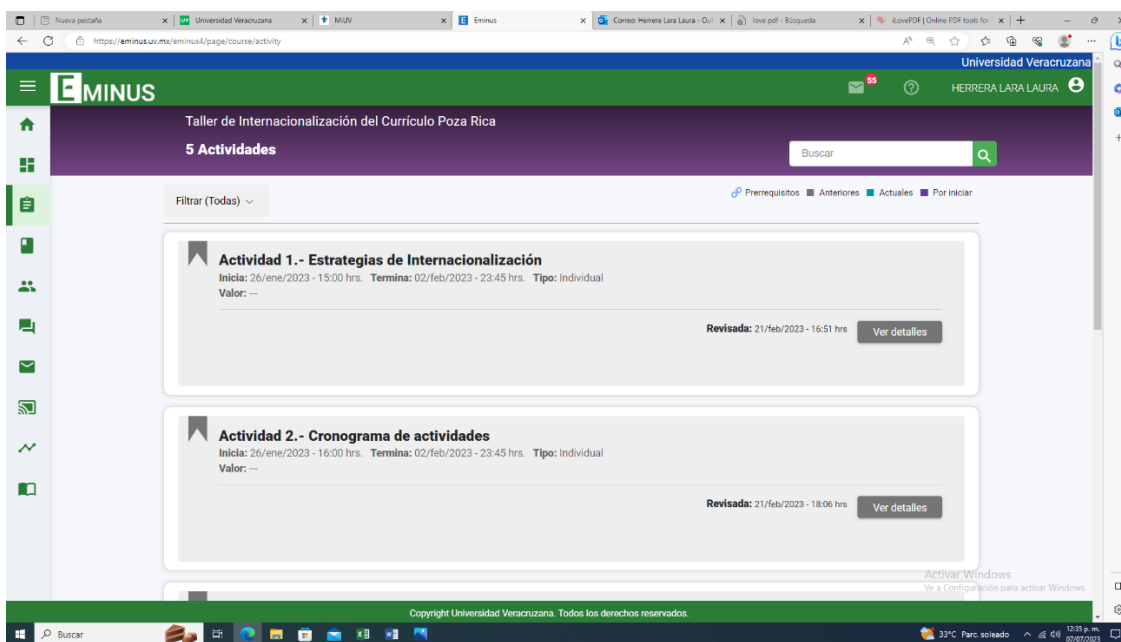 Nueva pestaña
Universidad Veracruzana
MiUV
Eminus
Correo: Herrera Lara Laura - Out
love pdf - Búsqueda
iLovePDF | Online PDF tools for
https://eminus.uv.mx/eminus4/page/course/activity
Universidad Veracruzana
EMINUS
55
HERRERA LARA LAURA
Taller de Internacionalización del Currículo Poza Rica
5 Actividades
Buscar
Filtrar (Todas)
Prerrequisitos Anteriores Actuales Por iniciar
Actividad 1.- Estrategias de Internacionalización
Inicia: 26/ene/2023 - 15:00 hrs. Termina: 02/feb/2023 - 23:45 hrs. Tipo: Individual
Valor: ---
Revisada: 21/feb/2023 - 16:51 hrs
Ver detalles
Actividad 2.- Cronograma de actividades
Inicia: 26/ene/2023 - 16:00 hrs. Termina: 02/feb/2023 - 23:45 hrs. Tipo: Individual
Valor: ---
Revisada: 21/feb/2023 - 18:06 hrs
Ver detalles
Activar Windows
Ve a Configuración para activar Windows.
Copyright Universidad Veracruzana. Todos los derechos reservados.
Buscar
33°C Parc. soleado
12:35 p. m.
07/07/2023